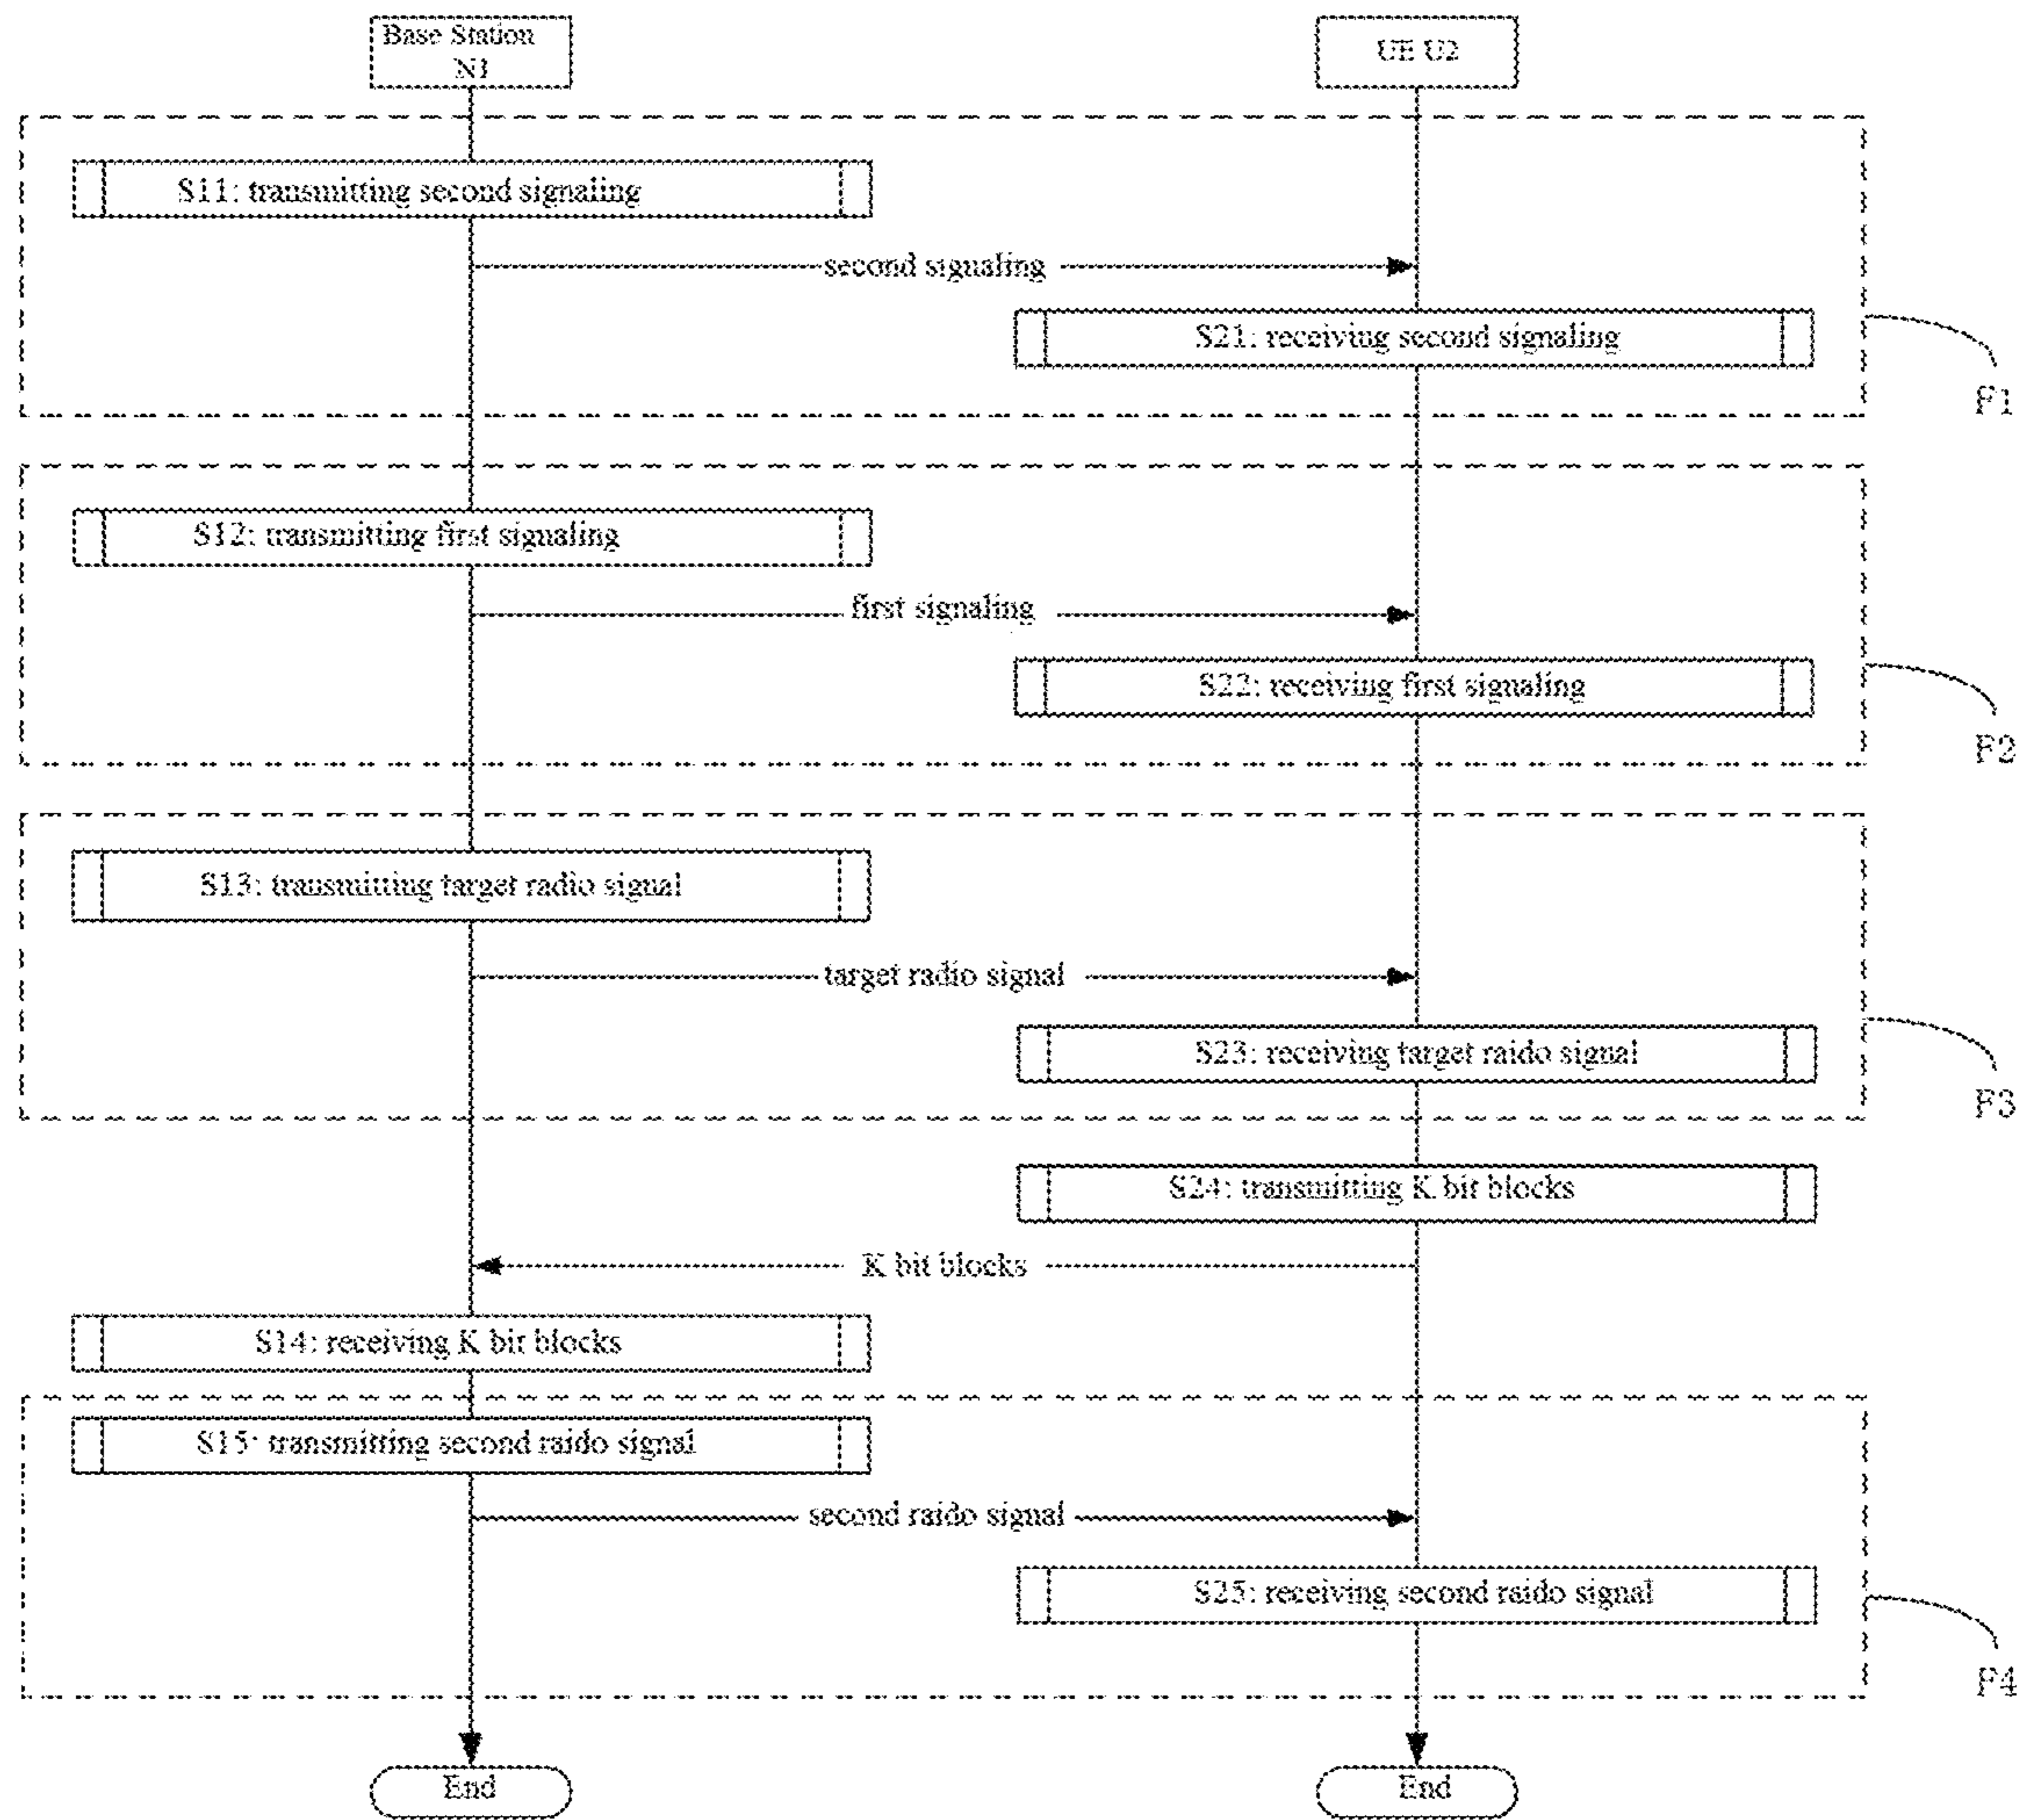 Base Station
N1
UE U2
S11: transmitting second signaling
second signaling
S21: receiving second signaling
F1
S12: transmitting first signaling
first signaling
S22: receiving first signaling
F2
S13: transmitting target radio signal
target radio signal
S23: receiving target raido signal
F3
S24: transmitting K bit blocks
K bit blocks
S14: receiving K bit blocks
S15: transmitting second raido signal
second raido signal
S25: receiving second raido signal
F4
End
End